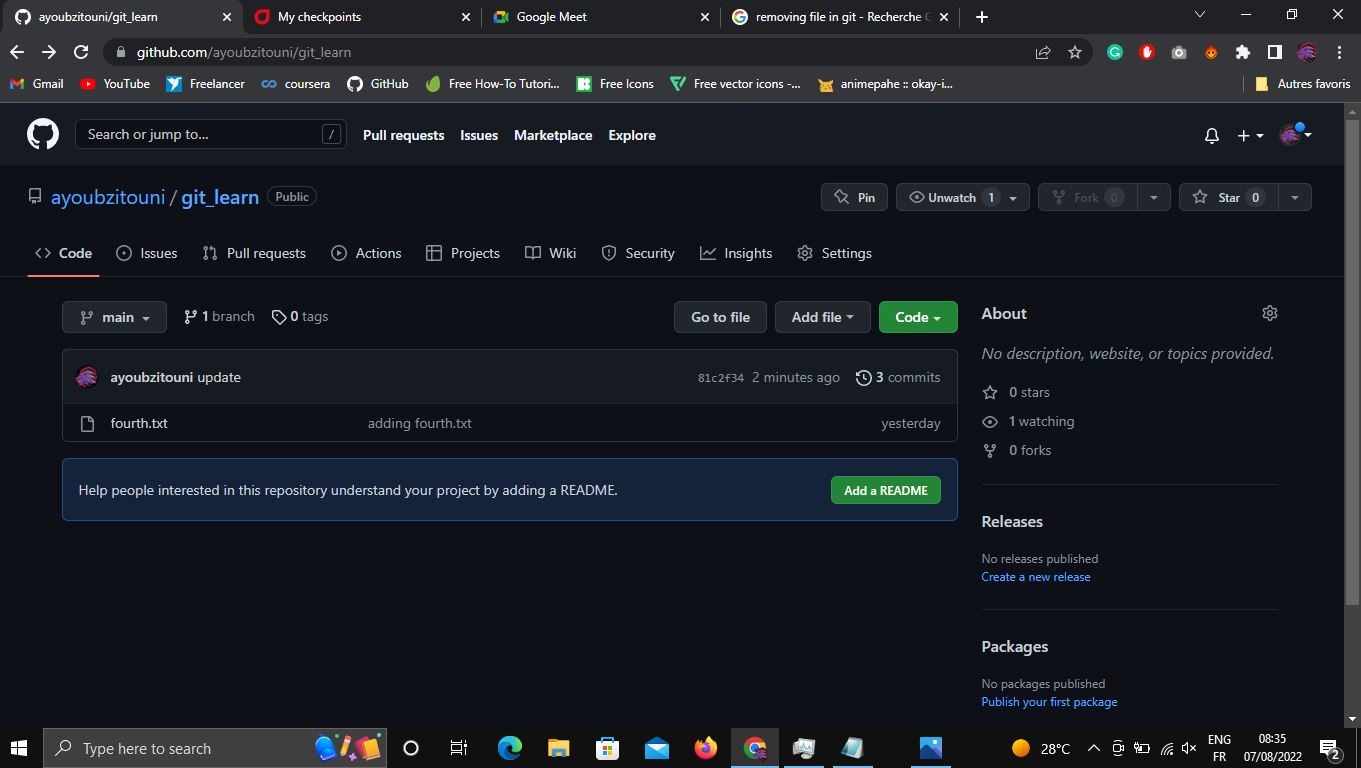 ayoubzitouni/git_learn
My checkpoints
Google Meet
removing file in git - Recherche G
github.com/ayoubzitouni/git_learn
Gmail YouTube Freelancer coursera GitHub Free How-To Tutori... Free Icons Free vector icons -... animepahe :: okay-i... Autres favoris
Search or jump to... / Pull requests Issues Marketplace Explore
ayoubzitouni / git_learn Public Pin Unwatch 1 Fork 0 Star 0
Code Issues Pull requests Actions Projects Wiki Security Insights Settings
main 1 branch 0 tags Go to file Add file Code
ayoubzitouni update 81c2f34 2 minutes ago 3 commits
fourth.txt adding fourth.txt yesterday
Help people interested in this repository understand your project by adding a README. Add a README
About
No description, website, or topics provided.
0 stars
1 watching
0 forks
Releases
No releases published
Create a new release
Packages
No packages published
Publish your first package
Type here to search
28°C
ENG
FR
08:35
07/08/2022
2